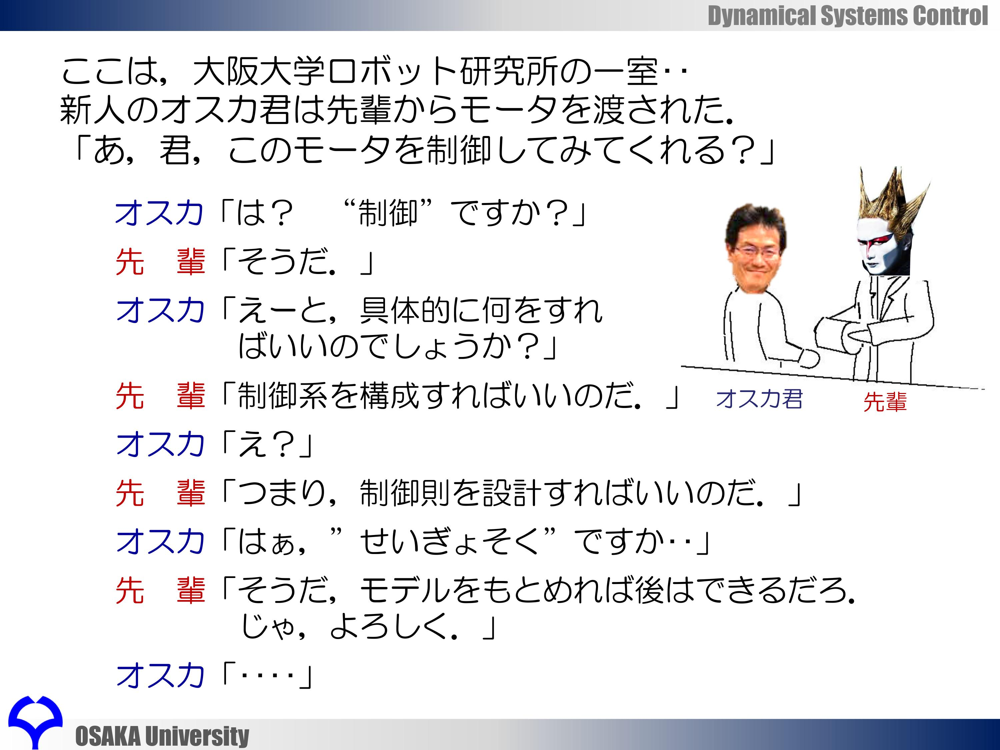 Dynamical Systems Control
ここは，大阪大学ロボット研究所の一室‥
新人のオスカ君は先輩からモータを渡された．
「あ，君，このモータを制御してみてくれる？」
オスカ「は？　“制御”ですか？」
先　輩「そうだ．」
オスカ「えーと，具体的に何をすれ
ばいいのでしょうか？」
先　輩「制御系を構成すればいいのだ．」
オスカ君
先輩
オスカ「え？」
先　輩「つまり，制御則を設計すればいいのだ．」
オスカ「はぁ，”せいぎょそく”ですか‥」
先　輩「そうだ，モデルをもとめれば後はできるだろ．
じゃ，よろしく．」
オスカ「‥‥」
OSAKA University